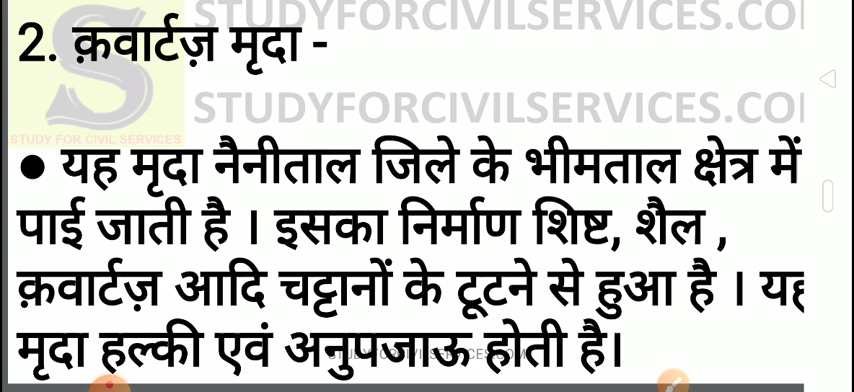 STUDYFORCIVILSERVICES.CO
2. क़वार्टज़ मृदा -
STUDYFORCIVILSERVICES.CO
STUDY FOR CIVIL SERVICES
● यह मृदा नैनीताल जिले के भीमताल क्षेत्र में
पाई जाती है । इसका निर्माण शिष्ट, शैल ,
क़वार्टज़ आदि चट्टानों के टूटने से हुआ है । यह
मृदा हल्की एवं अनुपजाऊ होती है।